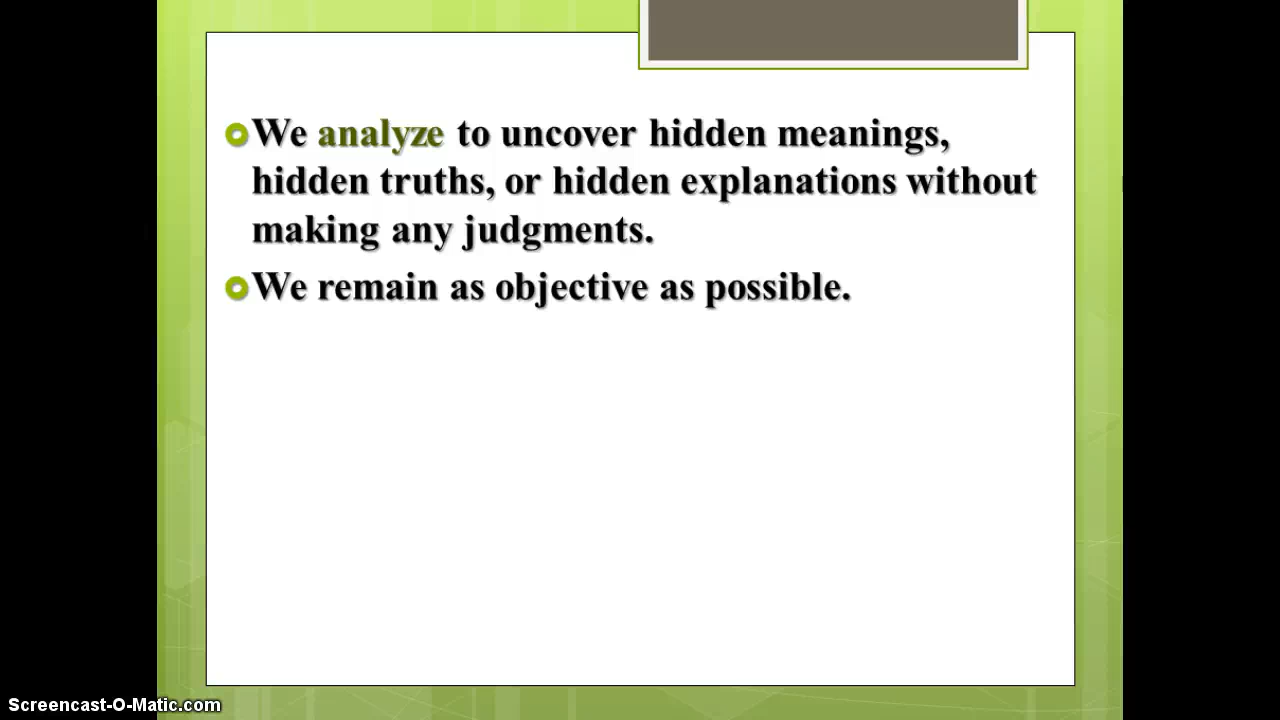 We analyze to uncover hidden meanings,
hidden truths, or hidden explanations without
making any judgments.
We remain as objective as possible.
Screencast-O-Matic.com